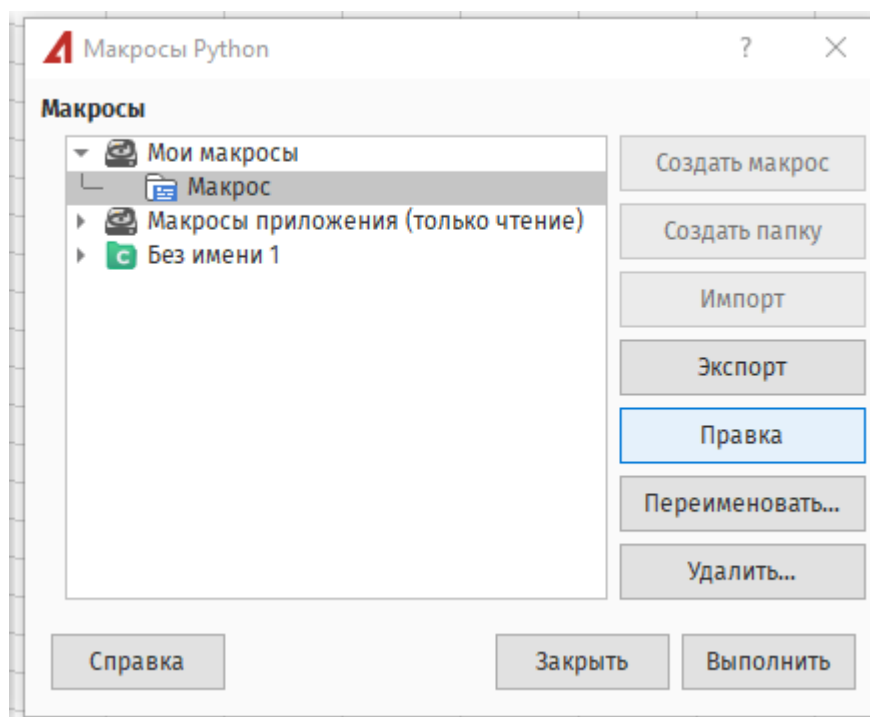 Макросы Python
Макросы
Мои макросы
Макрос
Макросы приложения (только чтение)
Без имени 1
Создать макрос
Создать папку
Импорт
Экспорт
Правка
Переименовать...
Удалить...
Справка
Закрыть
Выполнить